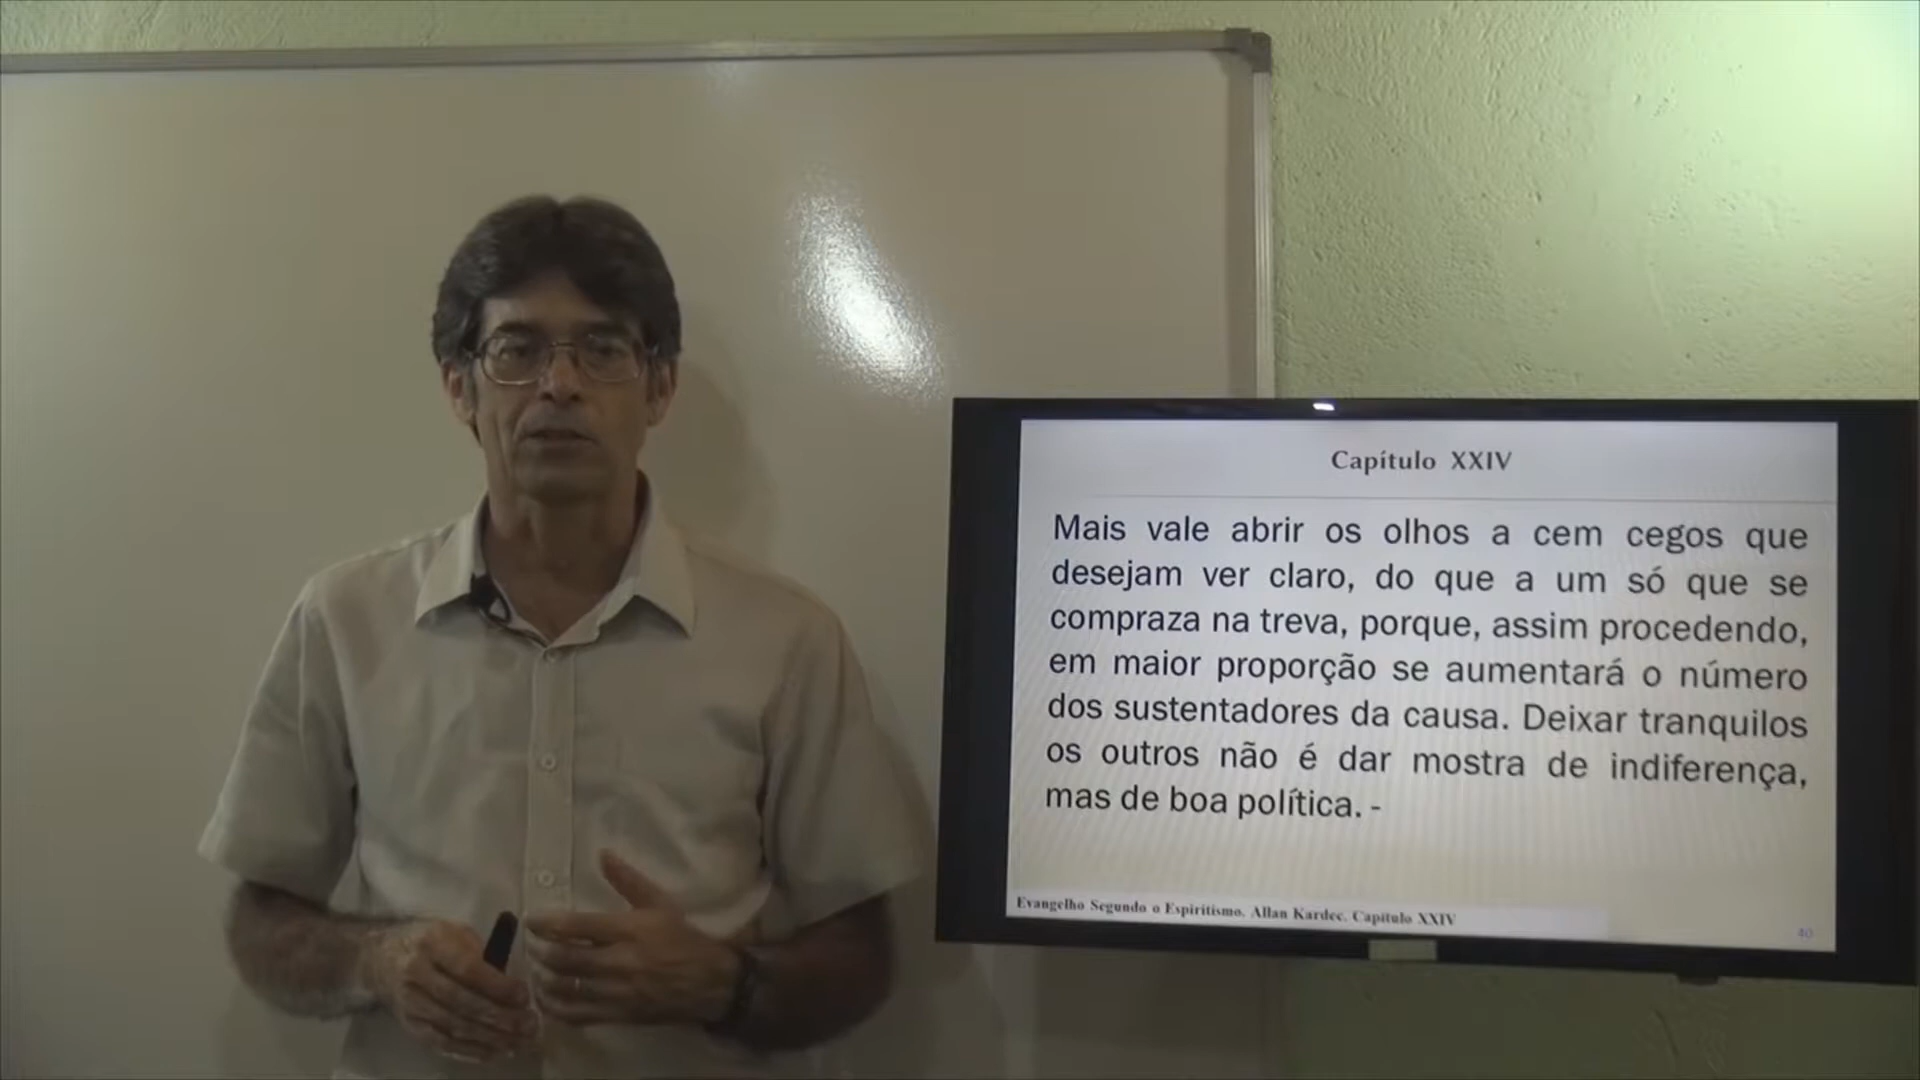 Capítulo XXIV
Mais vale abrir os olhos a cem cegos que
desejam ver claro, do que a um só que se
compraza na treva, porque, assim procedendo,
em maior proporção se aumentará o número
dos sustentadores da causa. Deixar tranquilos
os outros não é dar mostra de indiferença,
mas de boa política. -
Evangelho Segundo o Espiritismo. Allan Kardec. Capítulo XXIV
40